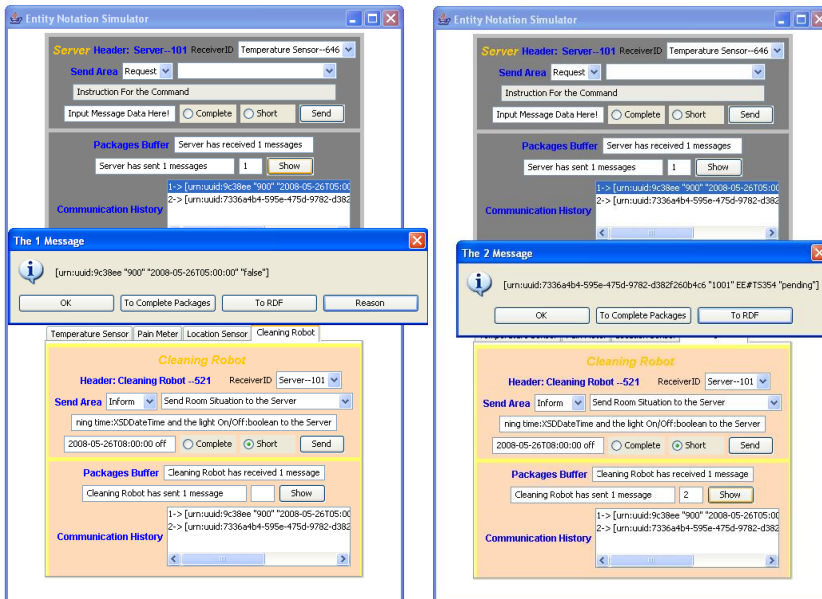 Entity Notation Simulator
Server Header: Server--101 ReceiverID Temperature Sensor--646
Send Area Request
Instruction For the Command
Input Message Data Here! Complete Short Send
Packages Buffer Server has received 1 messages
Server has sent 1 messages 1 Show
1-> [urn:uuid:9c38ee "900" "2008-05-26T05:00
2-> [urn:uuid:7336a4b4-595e-475d-9782-d382
Communication History
The 1 Message
[urn:uuid:9c38ee "900" "2008-05-26T05:00:00" "false"]
OK To Complete Packages To RDF Reason
Temperature Sensor Pain Meter Location Sensor Cleaning Robot
Cleaning Robot
Header: Cleaning Robot --521 ReceiverID Server--101
Send Area Inform Send Room Situation to the Server
ning time:XSDDateTime and the light On/Off:boolean to the Server
2008-05-26T08:00:00 off Complete Short Send
Packages Buffer Cleaning Robot has received 1 message
Cleaning Robot has sent 1 message Show
1-> [urn:uuid:9c38ee "900" "2008-05-26T05:00
2-> [urn:uuid:7336a4b4-595e-475d-9782-d382
Communication History
Entity Notation Simulator
Server Header: Server--101 ReceiverID Temperature Sensor--646
Send Area Request
Instruction For the Command
Input Message Data Here! Complete Short Send
Packages Buffer Server has received 1 messages
Server has sent 1 messages 1 Show
1-> [urn:uuid:9c38ee "900" "2008-05-26T05:00
2-> [urn:uuid:7336a4b4-595e-475d-9782-d382
Communication History
The 2 Message
[urn:uuid:7336a4b4-595e-475d-9782-d382f260b4c6 "1001" EE#TS354 "pending"]
OK To Complete Packages To RDF
Cleaning Robot
Header: Cleaning Robot --521 ReceiverID Server--101
Send Area Inform Send Room Situation to the Server
ning time:XSDDateTime and the light On/Off:boolean to the Server
2008-05-26T08:00:00 off Complete Short Send
Packages Buffer Cleaning Robot has received 1 message
Cleaning Robot has sent 1 message 2 Show
1-> [urn:uuid:9c38ee "900" "2008-05-26T05:00
2-> [urn:uuid:7336a4b4-595e-475d-9782-d382
Communication History